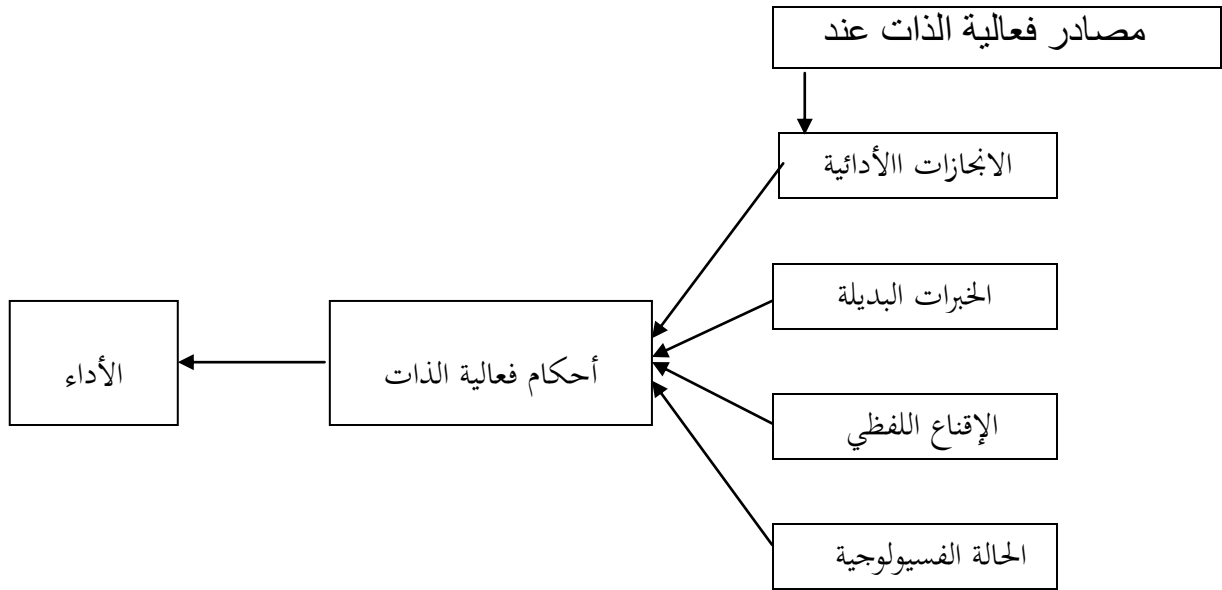 مصادر فعالية الذات عند
الانجازات االأدائية
الخبرات البديلة
أحكام فعالية الذات
الأداء
الإقناع اللفظي
الحالة الفسيولوجية